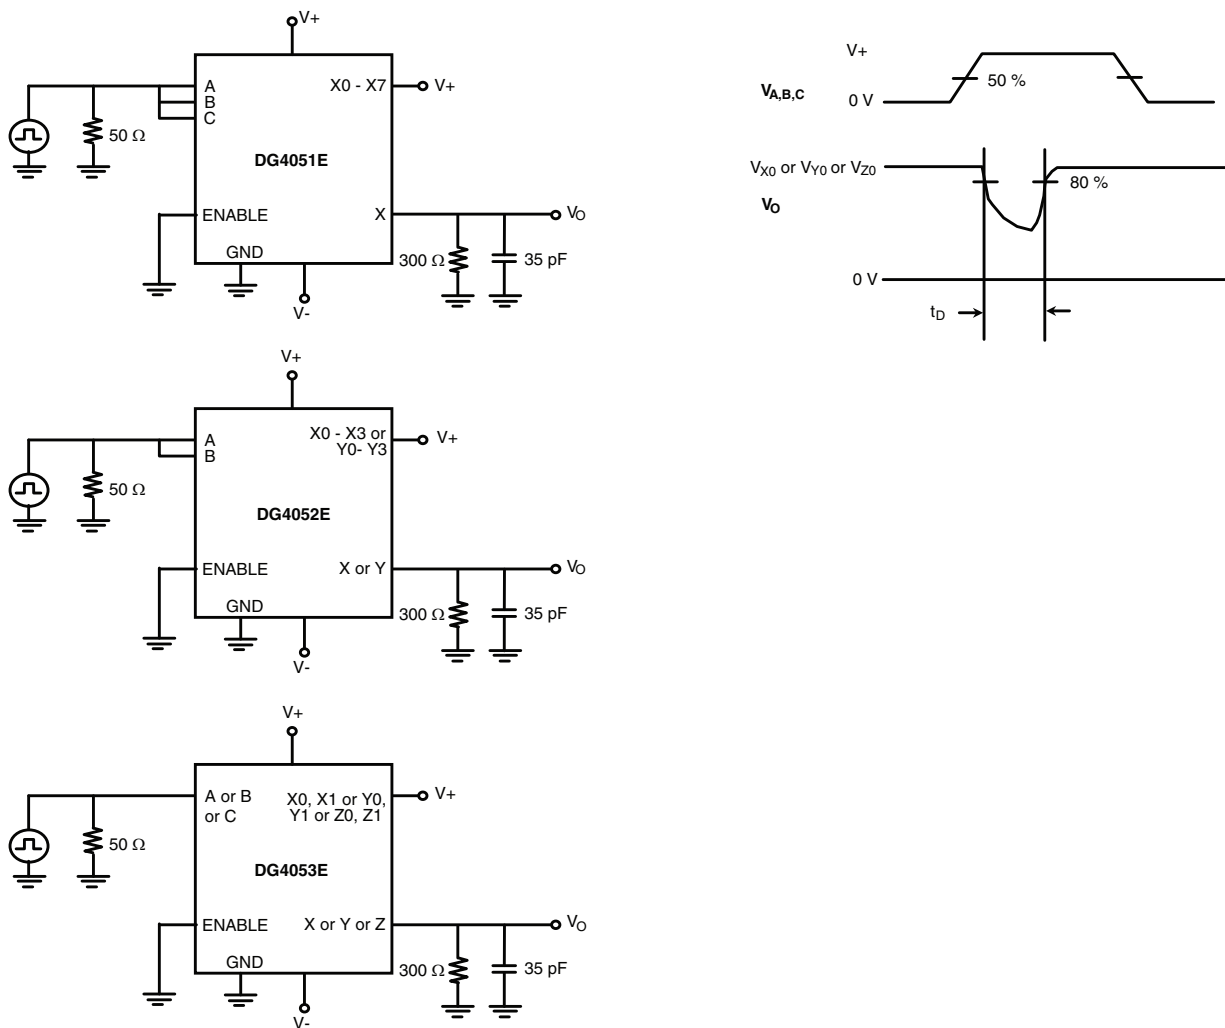 V+
A
B
C
X0 - X7
V+
50 Ω
DG4051E
ENABLE
X
VO
GND
300 Ω
35 pF
V-
V+
50 %
VA,B,C
0 V
VX0 or VY0 or VZ0
80 %
VO
0 V
tD
V+
A
B
X0 - X3 or
Y0- Y3
V+
50 Ω
DG4052E
ENABLE
X or Y
VO
GND
300 Ω
35 pF
V-
V+
A or B
or C
X0, X1 or Y0,
Y1 or Z0, Z1
V+
50 Ω
DG4053E
ENABLE
X or Y or Z
VO
GND
300 Ω
35 pF
V-